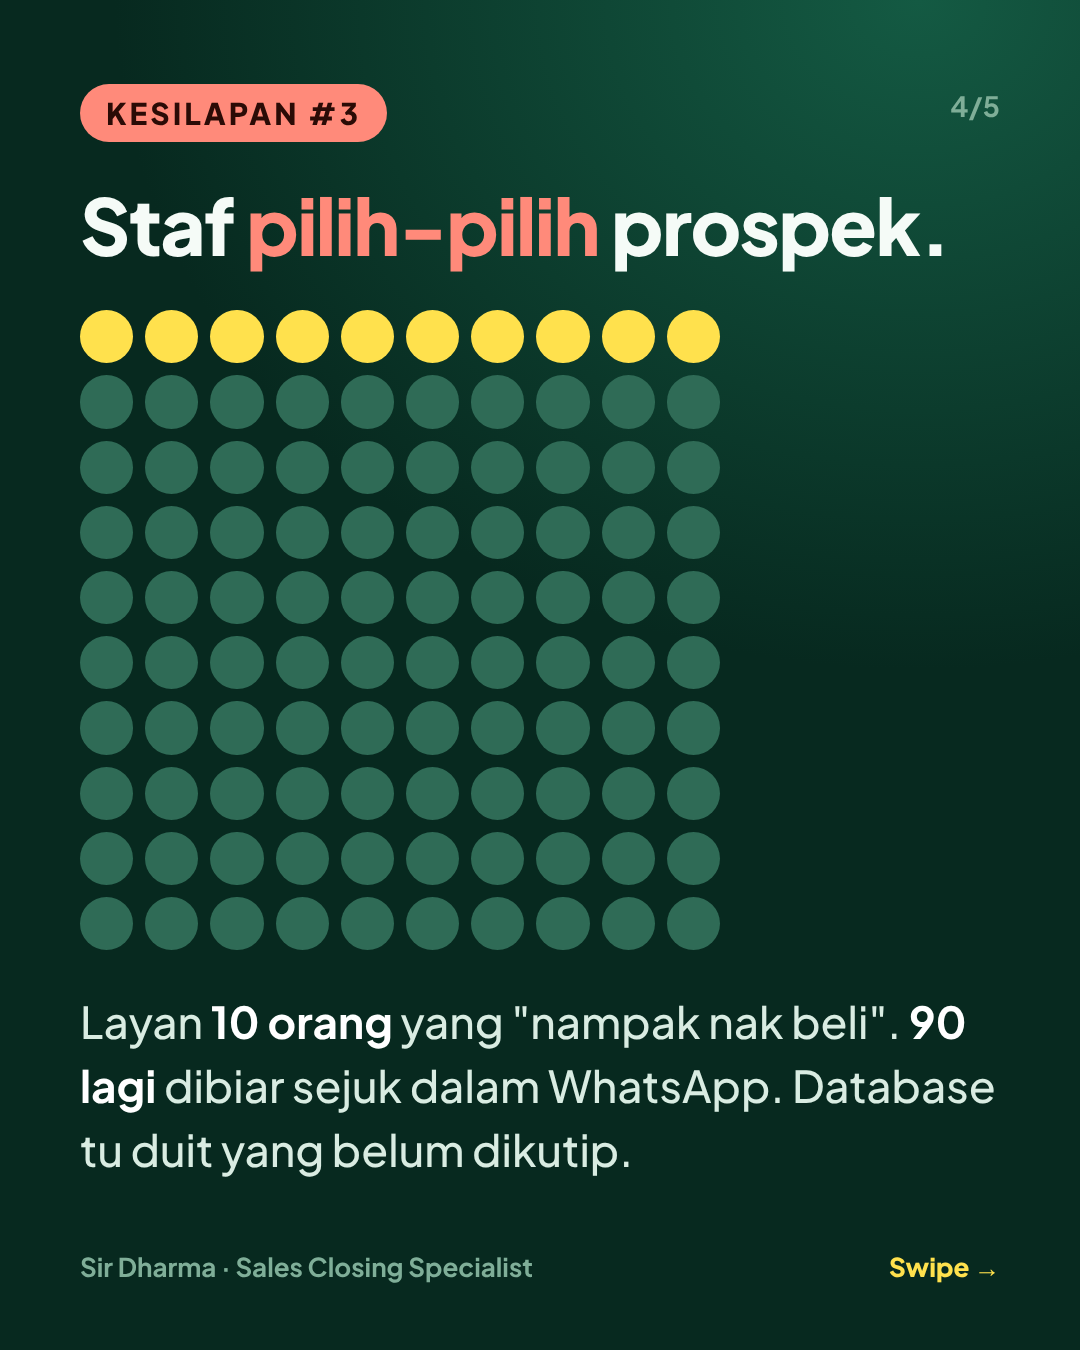 KESILAPAN #3
4/5
Staf pilih-pilih prospek.
Layan 10 orang yang "nampak nak beli". 90
lagi dibiar sejuk dalam WhatsApp. Database
tu duit yang belum dikutip.
Sir Dharma · Sales Closing Specialist
Swipe →